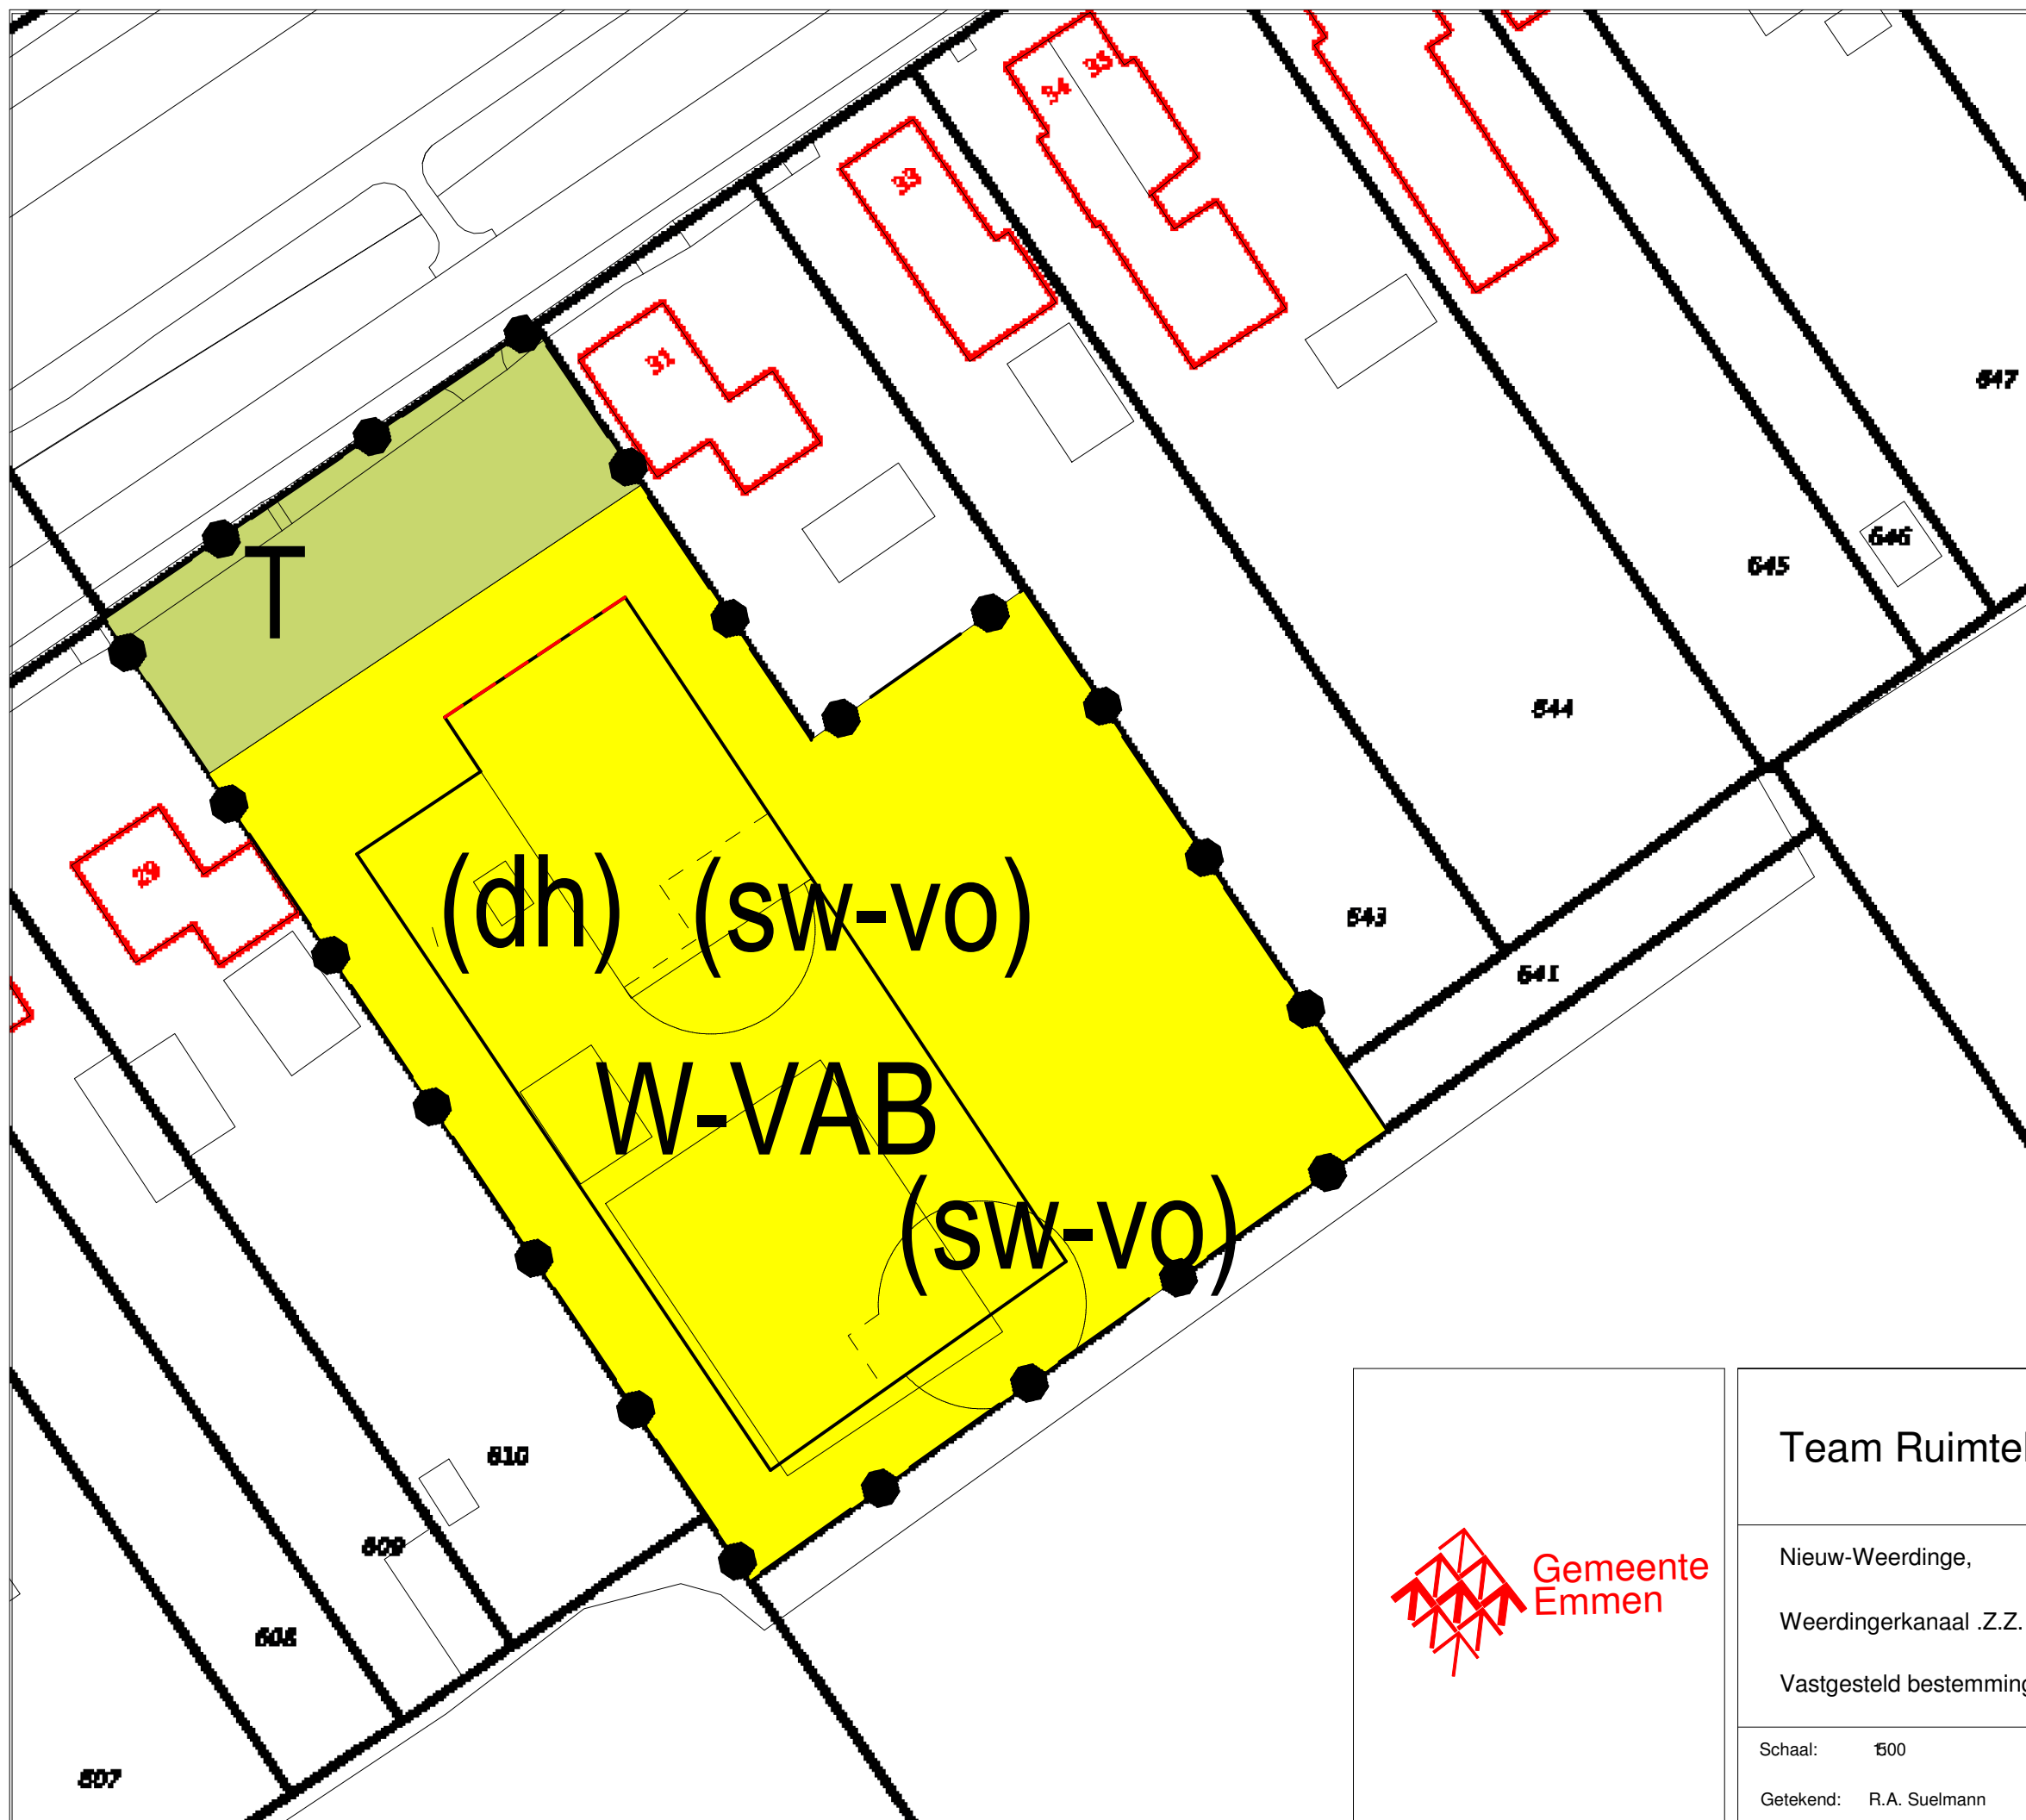 35
34
33
31
647
646
T
645
644
29
(dh) (sw-vo)
643
641
W-VAB
(sw-vo)
610
609
608
607
Gemeente
Emmen
Team Ruimtel
Nieuw-Weerdinge,
Weerdingerkanaal .Z.Z.
Vastgesteld bestemming
Schaal:
Getekend: R.A. Suelmann